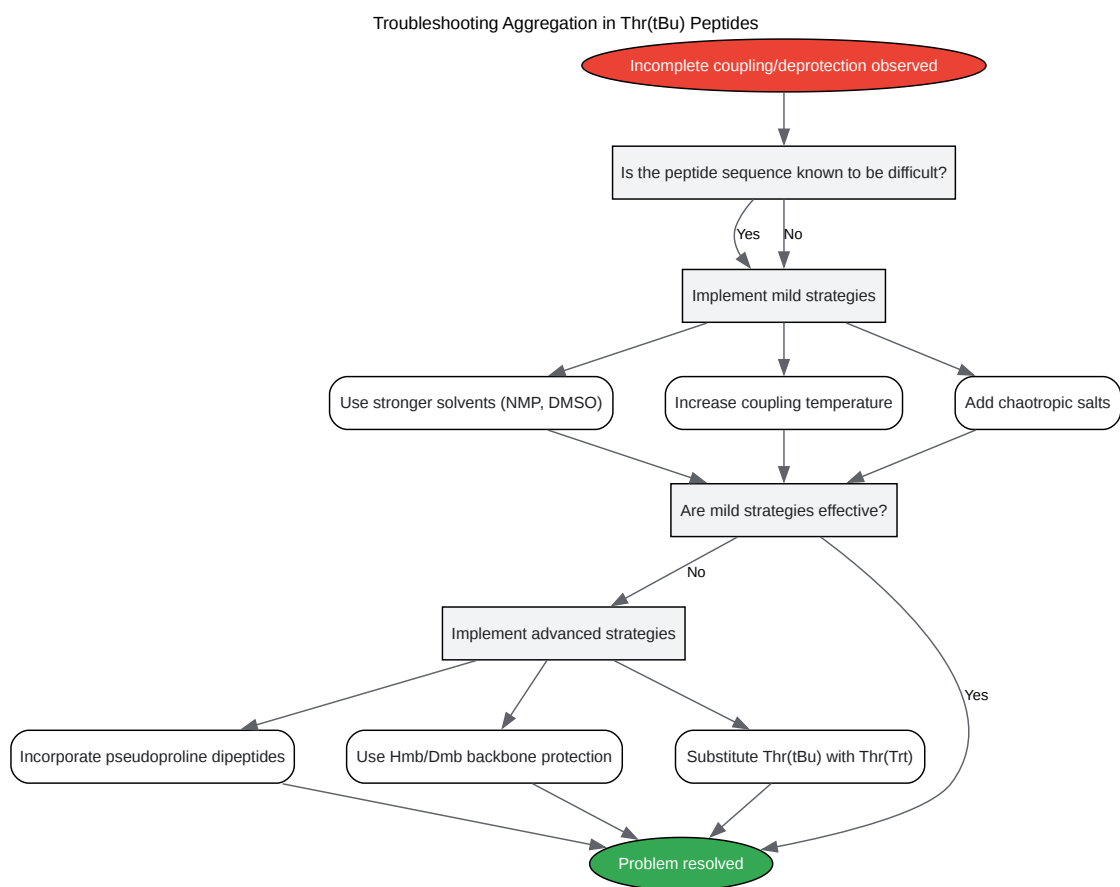 Troubleshooting Aggregation in Thr(tBu) Peptides
Incomplete coupling/deprotection observed
Is the peptide sequence known to be difficult?
Yes
No
Implement mild strategies
Use stronger solvents (NMP, DMSO)
Increase coupling temperature
Add chaotropic salts
Are mild strategies effective?
No
Implement advanced strategies
Yes
Incorporate pseudoproline dipeptides
Use Hmb/Dmb backbone protection
Substitute Thr(tBu) with Thr(Trt)
Problem resolved